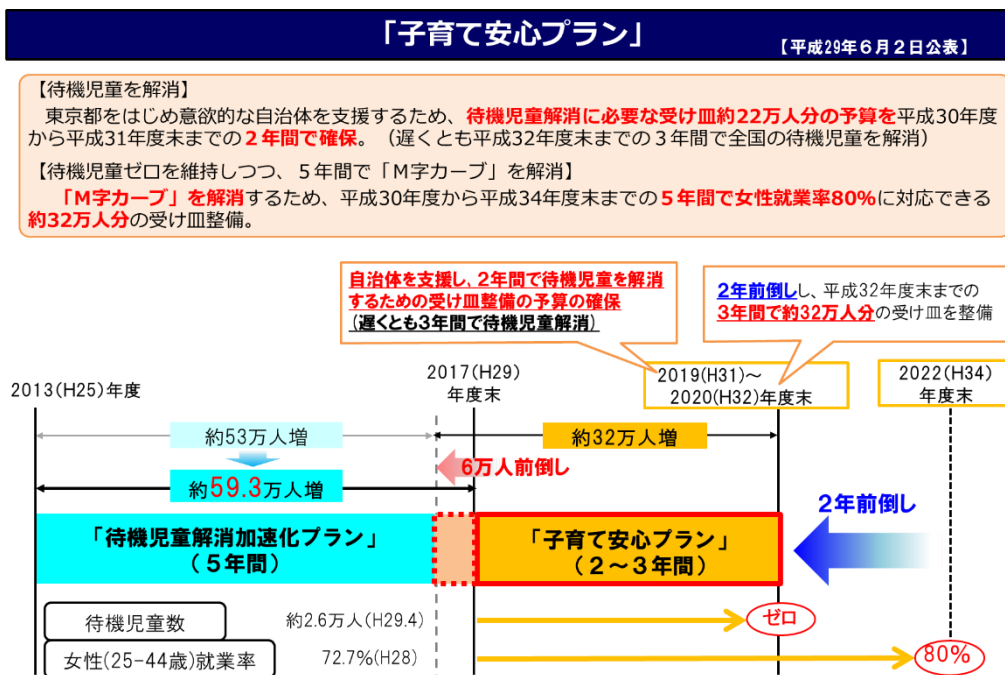 「子育て安心プラン」
【平成29年6月2日公表】
【待機児童を解消】
東京都をはじめ意欲的な自治体を支援するため、待機児童解消に必要な受け皿約22万人分の予算を平成30年度
から平成31年度末までの２年間で確保。（遅くとも平成32年度末までの３年間で全国の待機児童を解消）
【待機児童ゼロを維持しつつ、５年間で「M字カーブ」を解消】
「M字カーブ」を解消するため、平成30年度から平成34年度末までの５年間で女性就業率80％に対応できる
約32万人分の受け皿整備。
自治体を支援し、2年間で待機児童を解消
するための受け皿整備の予算の確保
（遅くとも3年間で待機児童解消）
2年前倒しし、平成32年度末までの
3年間で約32万人分の受け皿を整備
2013(H25)年度
2017(H29)
年度末
2019(H31)～
2020(H32)年度末
2022(H34)
年度末
約53万人増
約32万人増
6万人前倒し
約59.3万人増
2年前倒し
「待機児童解消加速化プラン」
（５年間）
「子育て安心プラン」
（２～３年間）
待機児童数
約2.6万人(H29.4)
ゼロ
女性(25-44歳)就業率
72.7%(H28)
80%